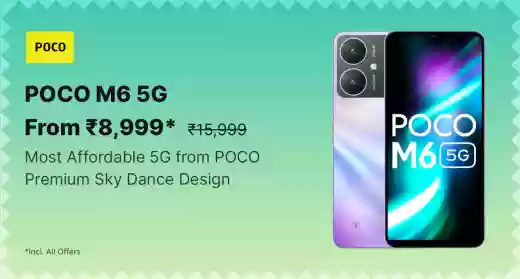 POCO
POCO M6 5G
From ₹8,999* ₹15,999
Most Affordable 5G from POCO
Premium Sky Dance Design
*Incl. All Offers
POCO
M6 5G